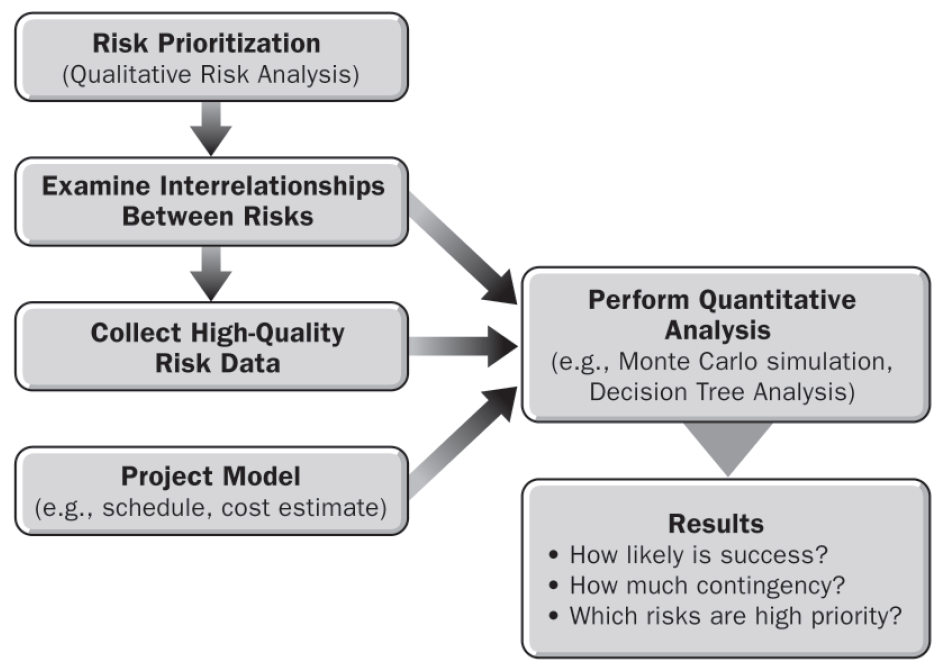 Risk Prioritization
(Qualitative Risk Analysis)
Examine Interrelationships
Between Risks
Collect High-Quality
Risk Data
Project Model
(e.g., schedule, cost estimate)
Perform Quantitative
Analysis
(e.g., Monte Carlo simulation,
Decision Tree Analysis)
Results
• How likely is success?
• How much contingency?
• Which risks are high priority?